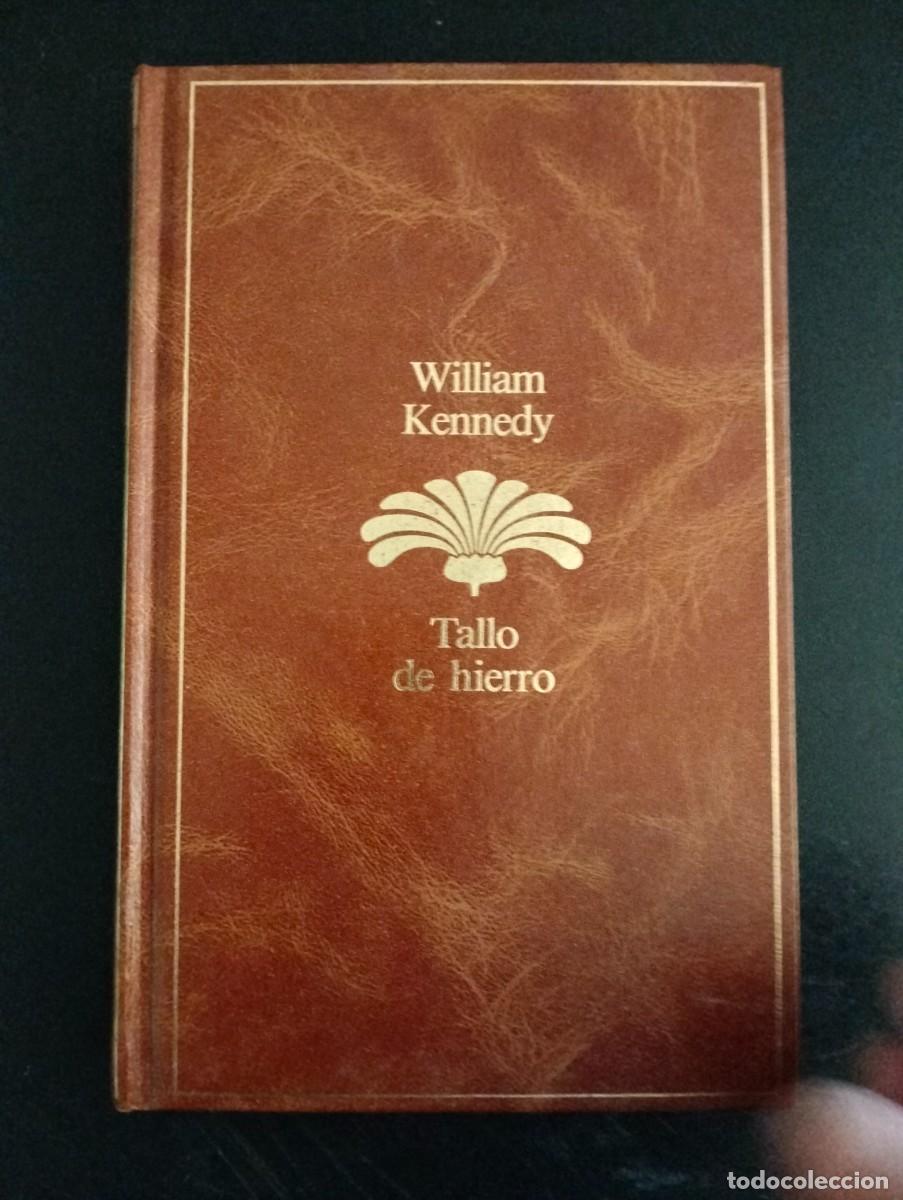 William
Kennedy
Tallo
de hierro
todocoleccion